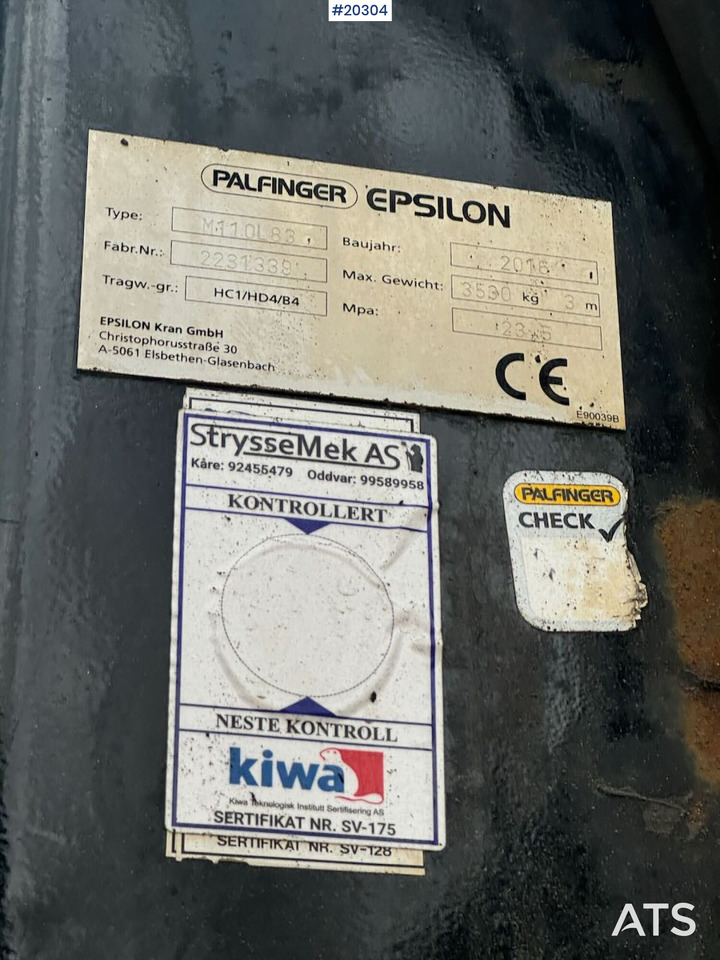 #20304
PALFINGER EPSILON
Type: M110L83
Baujahr: 2016
Fabr.Nr.: 2231339
Max. Gewicht: 3530 kg 3 m
Tragw.-gr.: HC1/HD4/B4
Mpa: 23.5
EPSILON Kran GmbH
Christophorusstraße 30
A-5061 Elsbethen-Glasenbach
CE
E90039B
StrysseMek AS
Kåre: 92455479 Oddvar: 99589958
KONTROLLERT
NESTE KONTROLL
kiwa
Kiwa Teknologisk Institutt Sertifisering AS
SERTIFIKAT NR. SV-175
SERTIFIKAT NR. SV-128
PALFINGER
CHECK
ATS